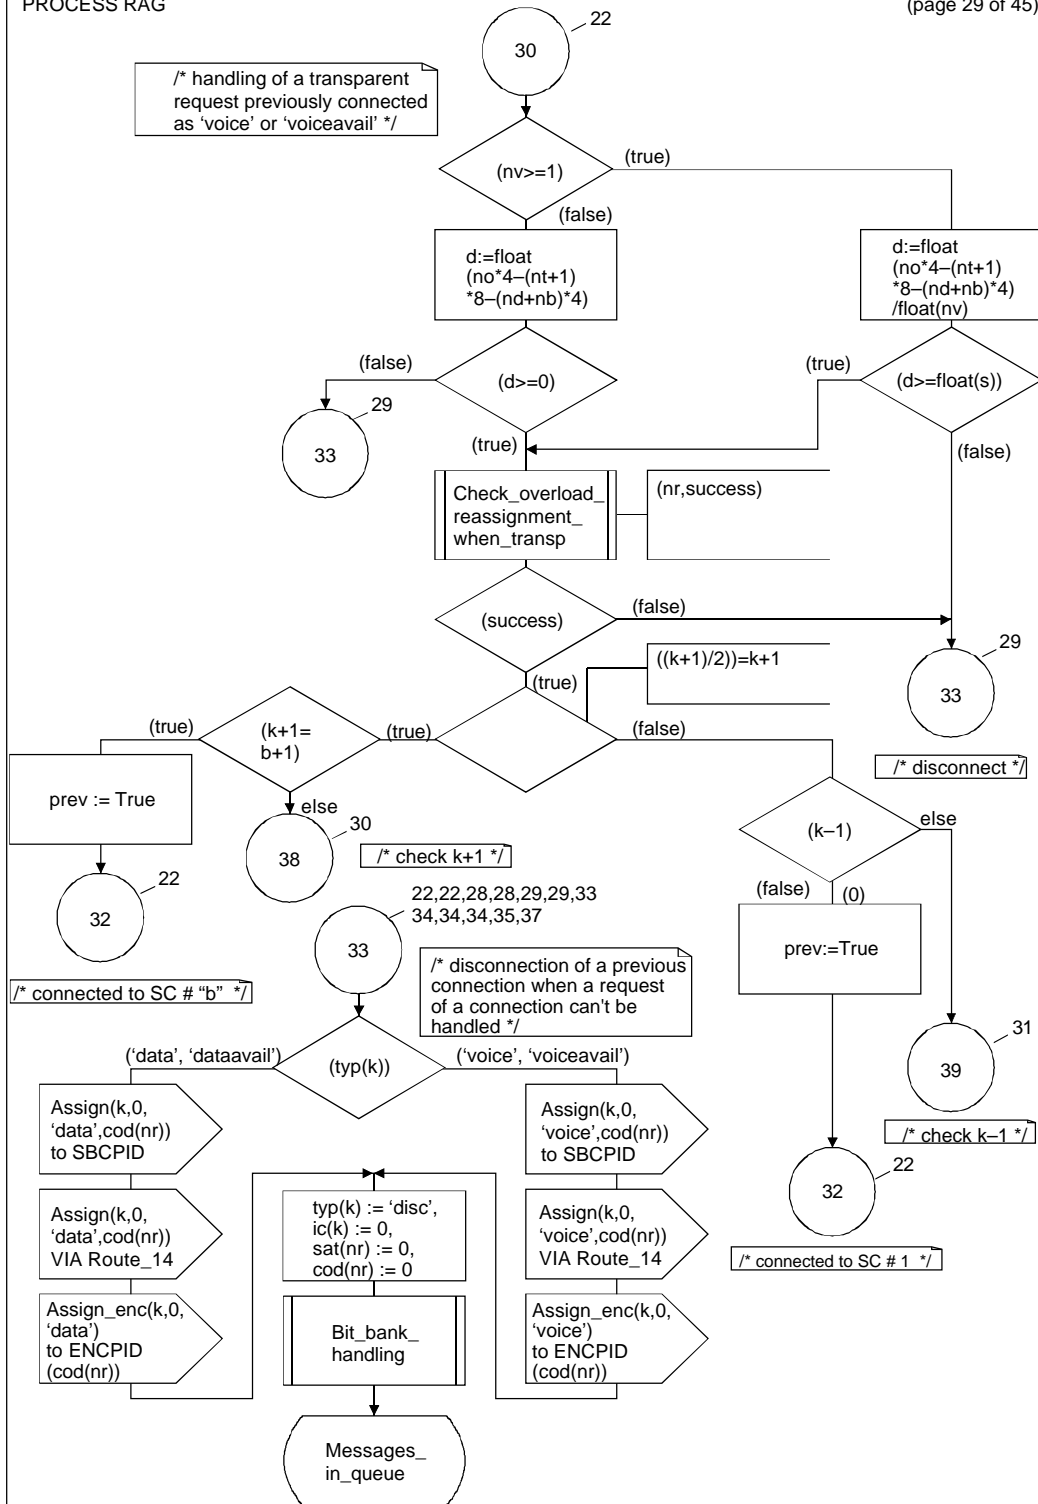 PROCESS RAG
(page 29 of 45)
22
30
/* handling of a transparent
request previously connected
as ‘voice’ or ‘voiceavail’ */
(nv>=1)
(true)
(false)
d:=float
(no*4–(nt+1)
*8–(nd+nb)*4)
d:=float
(no*4–(nt+1)
*8–(nd+nb)*4)
/float(nv)
(false)
(d>=0)
(true)
(d>=float(s))
29
33
(true)
(false)
Check_overload_
reassignment_
when_transp
(nr,success)
(success)
(false)
((k+1)/2))=k+1
29
33
(true)
(true)
(k+1=
b+1)
(true)
(false)
/* disconnect */
prev := True
else
30
38
/* check k+1 */
(k–1)
else
22
32
(false)
(0)
22,22,28,28,29,29,33
34,34,34,35,37
33
prev:=True
/* connected to SC # “b” */
/* disconnection of a previous
connection when a request
of a connection can't be
handled */
31
39
(‘data’, ‘dataavail’)
(typ(k))
(‘voice’, ‘voiceavail’)
/* check k–1 */
Assign(k,0,
‘data’,cod(nr))
to SBCPID
Assign(k,0,
‘voice’,cod(nr))
to SBCPID
22
32
Assign(k,0,
‘data’,cod(nr))
VIA Route_14
typ(k) := ‘disc’,
ic(k) := 0,
sat(nr) := 0,
cod(nr) := 0
Assign(k,0,
‘voice’,cod(nr))
VIA Route_14
/* connected to SC # 1 */
Assign_enc(k,0,
‘data’)
to ENCPID
(cod(nr))
Bit_bank_
handling
Assign_enc(k,0,
‘voice’)
to ENCPID
(cod(nr))
Messages_
in_queue